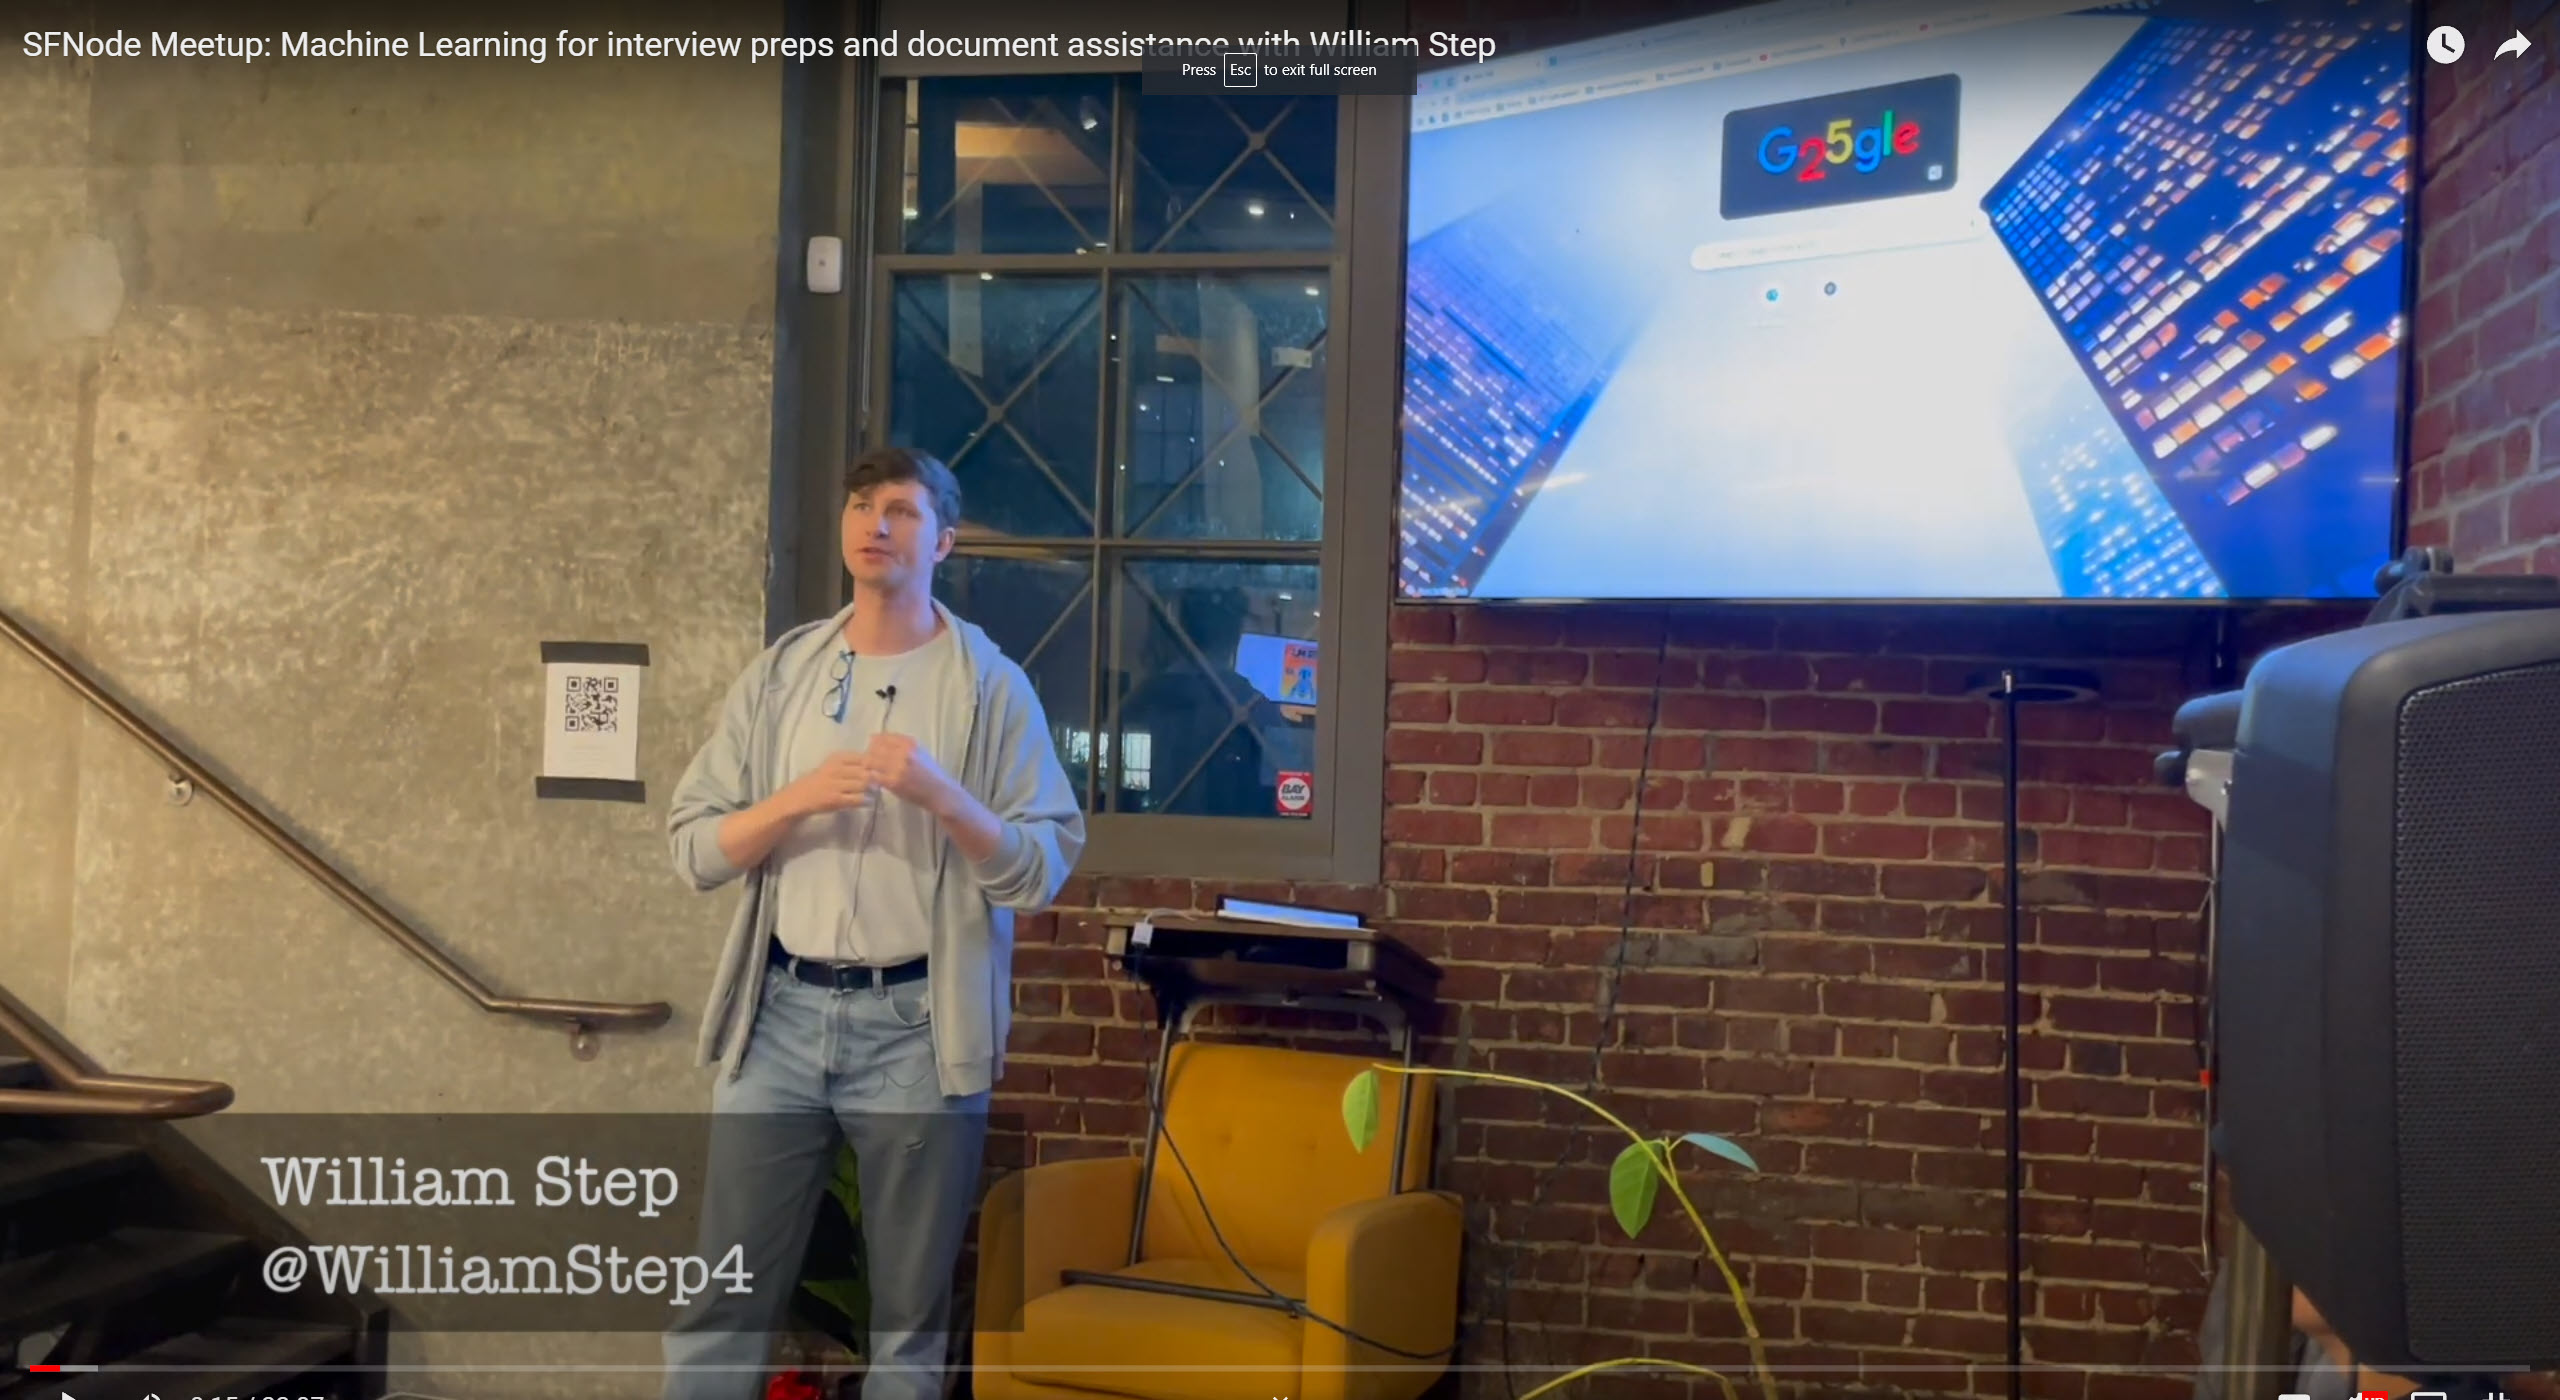 SFNode Meetup: Machine Learning for interview preps and document assistance with William Step
Press Esc to exit full screen
G25gle
BAY
William Step
@WilliamStep4